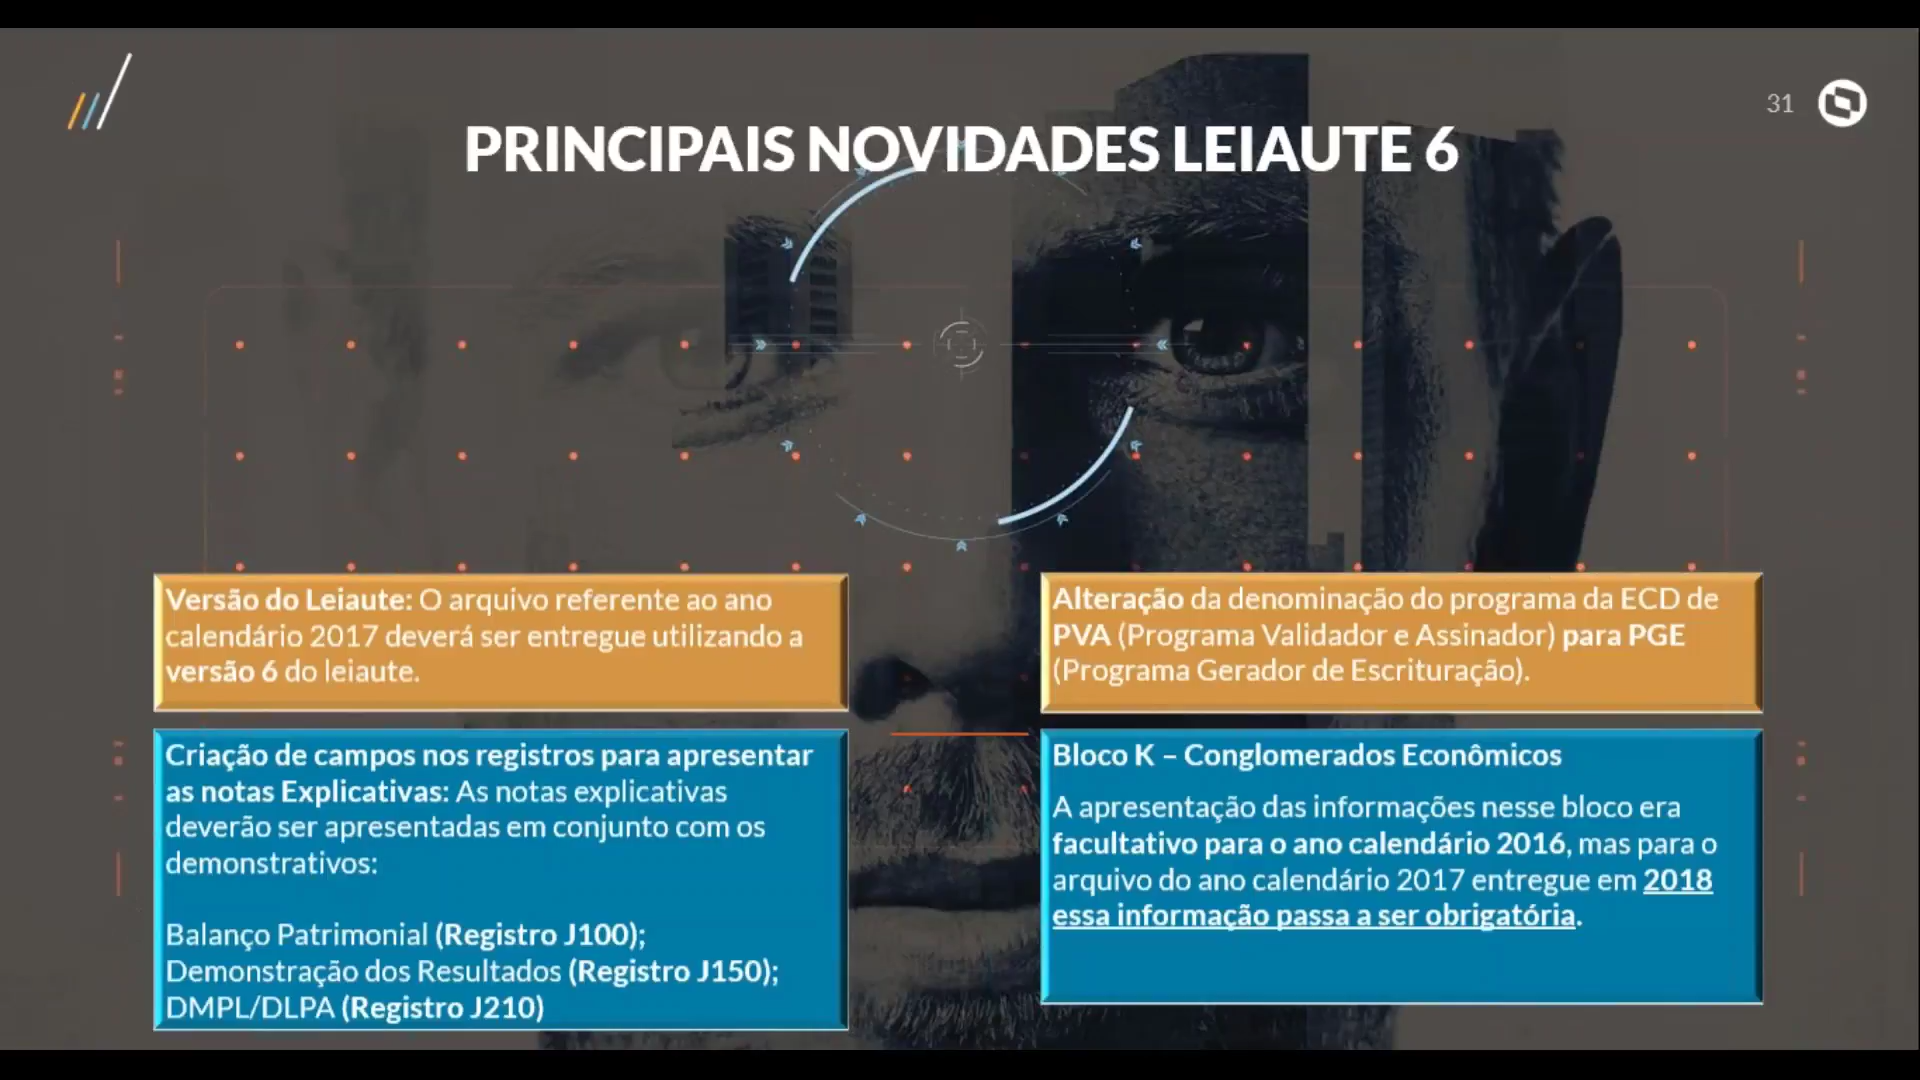 31
PRINCIPAIS NOVIDADES LEIAUTE 6
Versão do Leiaute: O arquivo referente ao ano
calendário 2017 deverá ser entregue utilizando a
versão 6 do leiaute.
Alteração da denominação do programa da ECD de
PVA (Programa Validador e Assinador) para PGE
(Programa Gerador de Escrituração).
Criação de campos nos registros para apresentar
as notas Explicativas: As notas explicativas
deverão ser apresentadas em conjunto com os
demonstrativos:
Balanço Patrimonial (Registro J100);
Demonstração dos Resultados (Registro J150);
DMPL/DLPA (Registro J210)
Bloco K – Conglomerados Econômicos
A apresentação das informações nesse bloco era
facultativo para o ano calendário 2016, mas para o
arquivo do ano calendário 2017 entregue em 2018
essa informação passa a ser obrigatória.